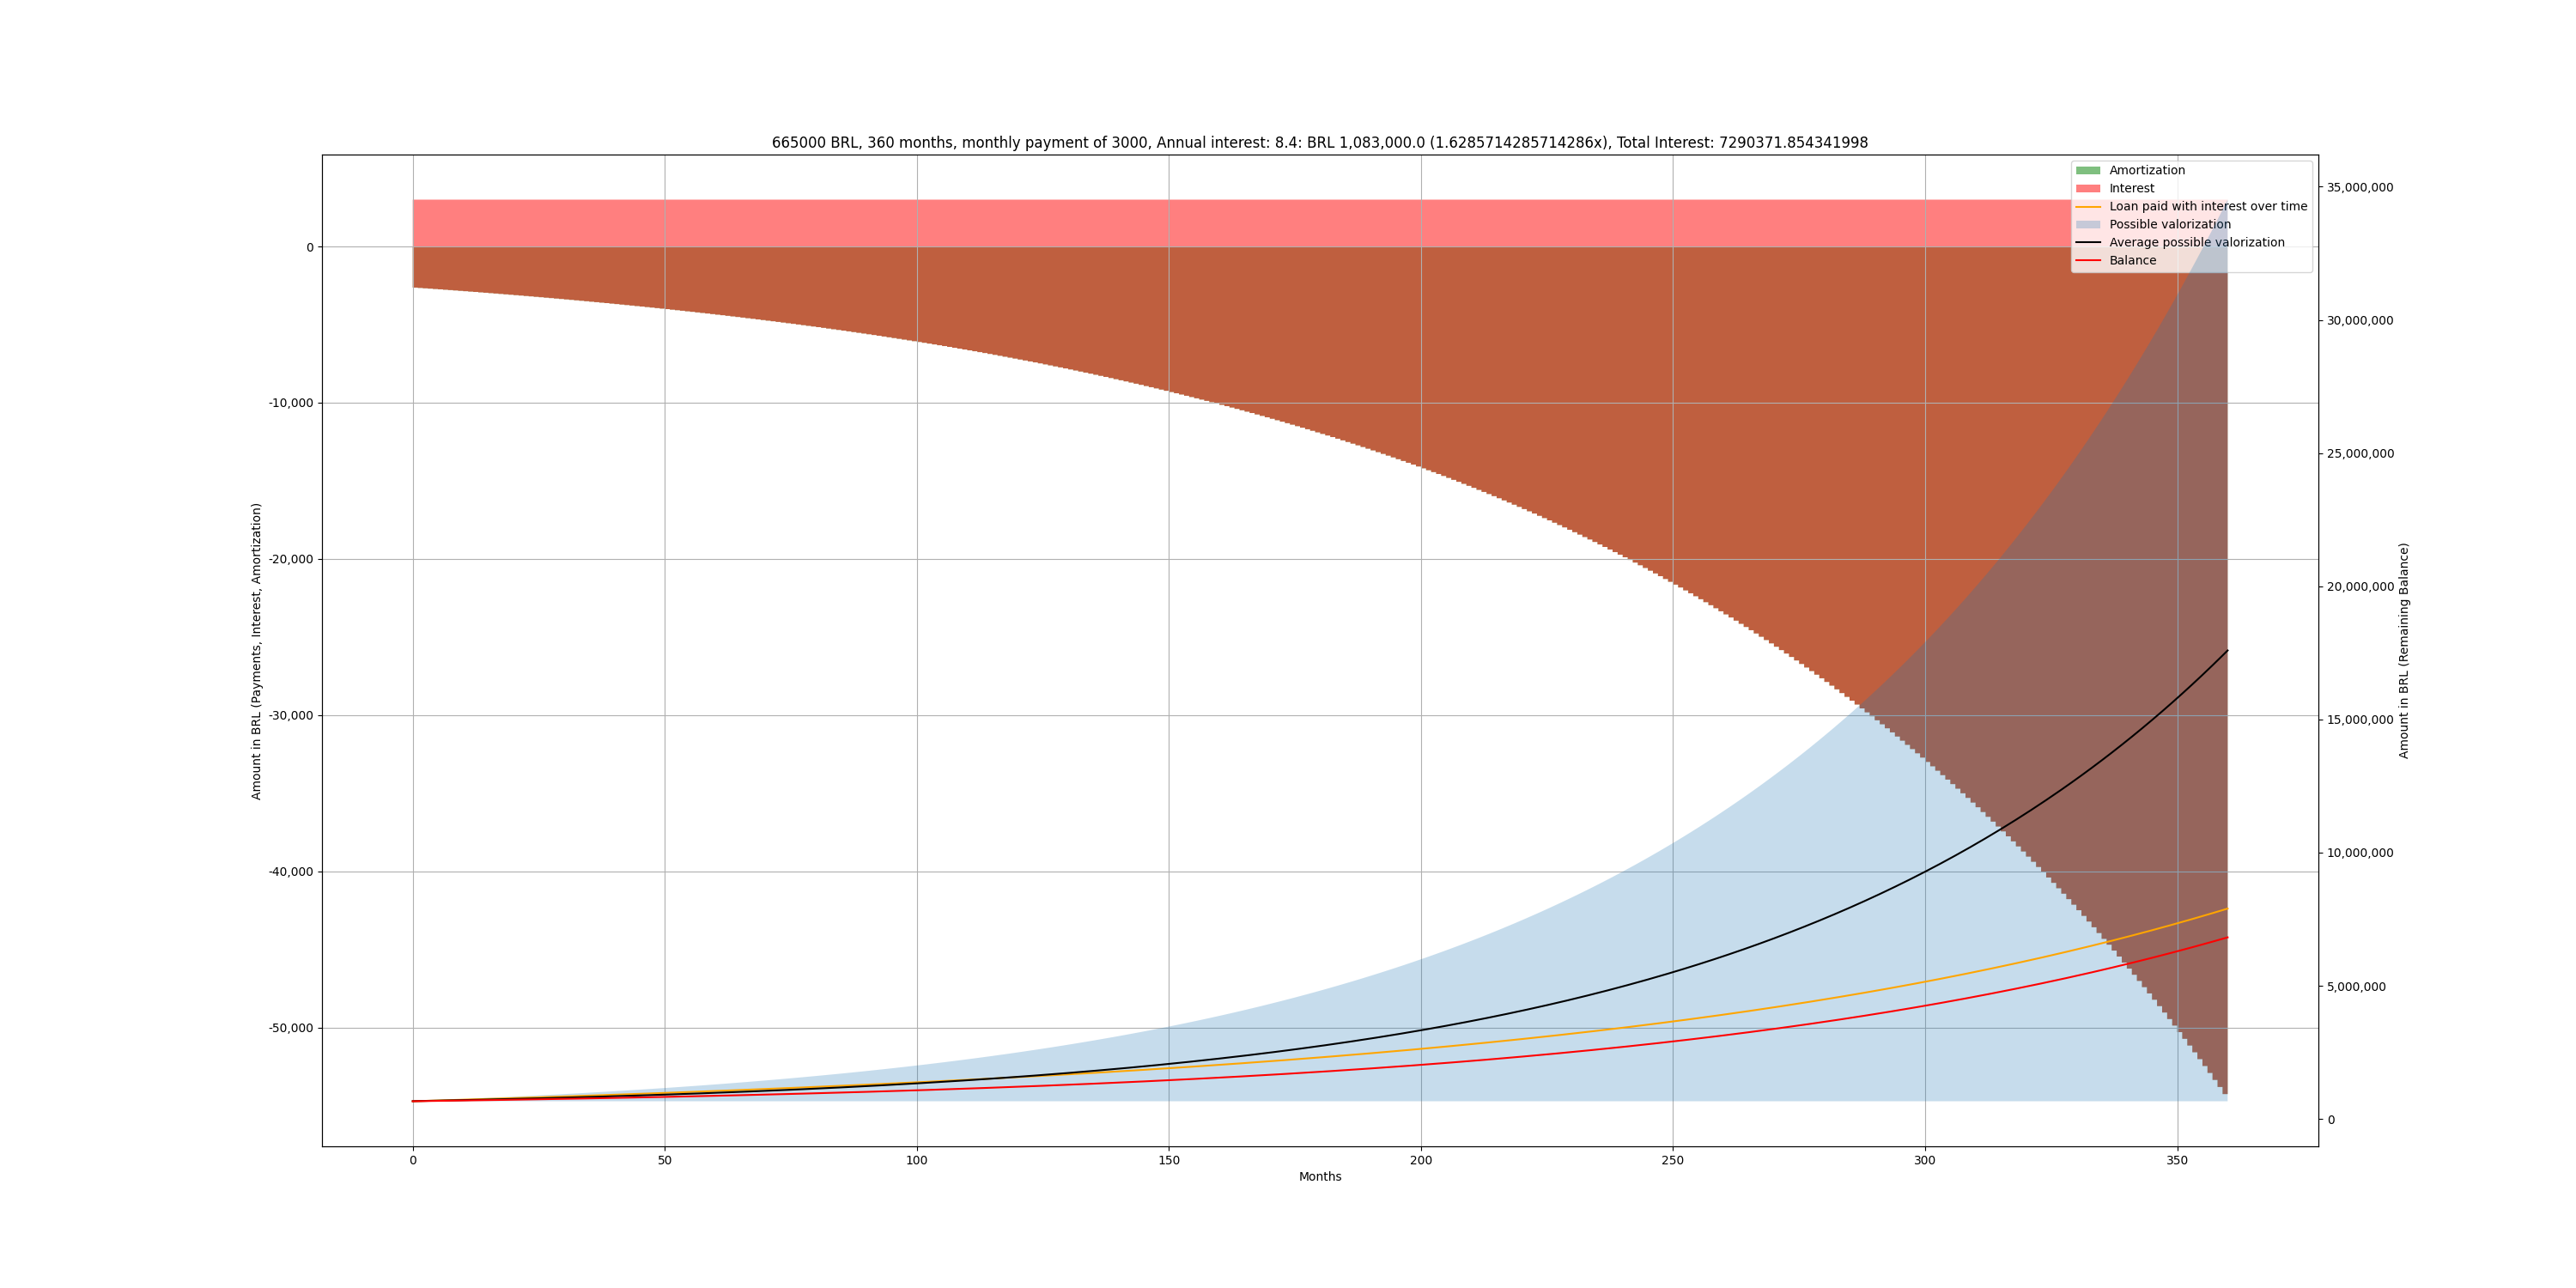 665000 BRL, 360 months, monthly payment of 3000, Annual interest: 8.4: BRL 1,083,000.0 (1.6285714285714286x), Total Interest: 7290371.854341998
Amortization
Interest
Loan paid with interest over time
Possible valorization
Average possible valorization
Balance
0
-10,000
-20,000
-30,000
-40,000
-50,000
Amount in BRL (Payments, Interest, Amortization)
35,000,000
30,000,000
25,000,000
20,000,000
15,000,000
10,000,000
5,000,000
0
Amount in BRL (Remaining Balance)
0
50
100
150
200
250
300
350
Months